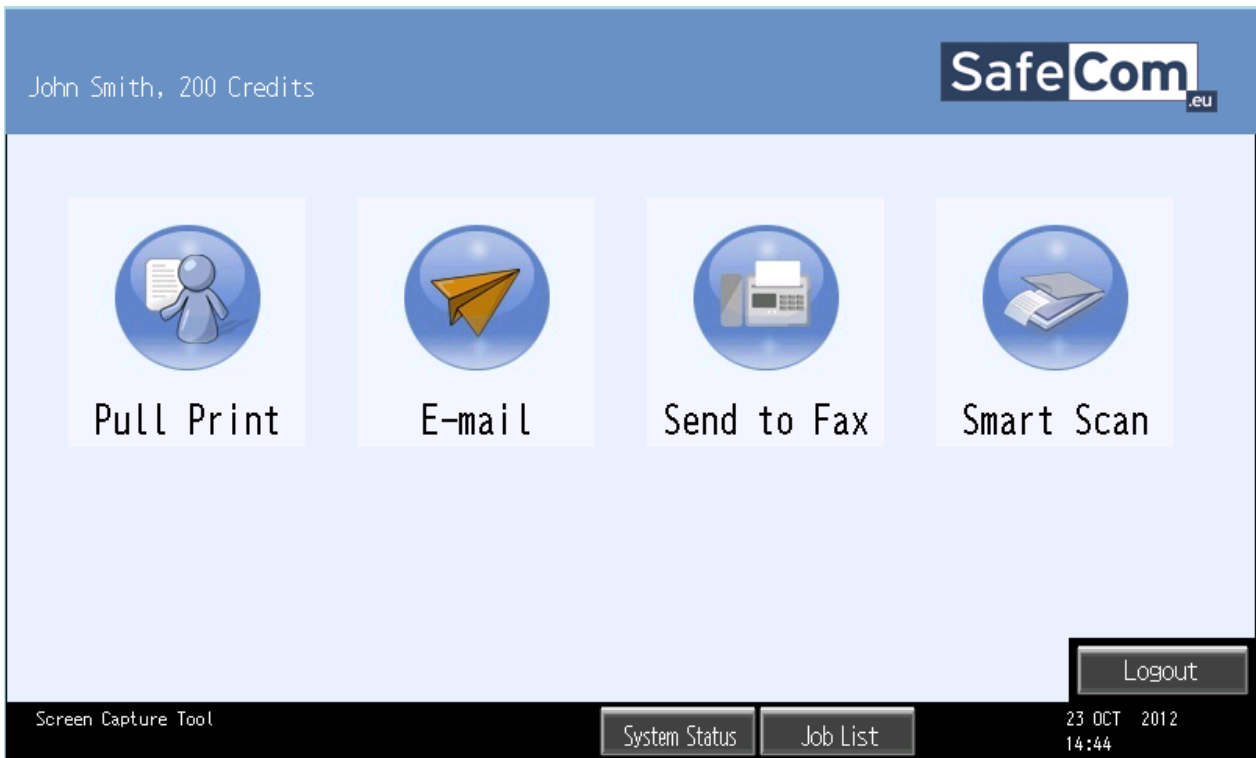 John Smith, 200 Credits
SafeCom.eu
Pull Print
E-mail
Send to Fax
Smart Scan
Logout
Screen Capture Tool
System Status
Job List
23 OCT 2012
14:44